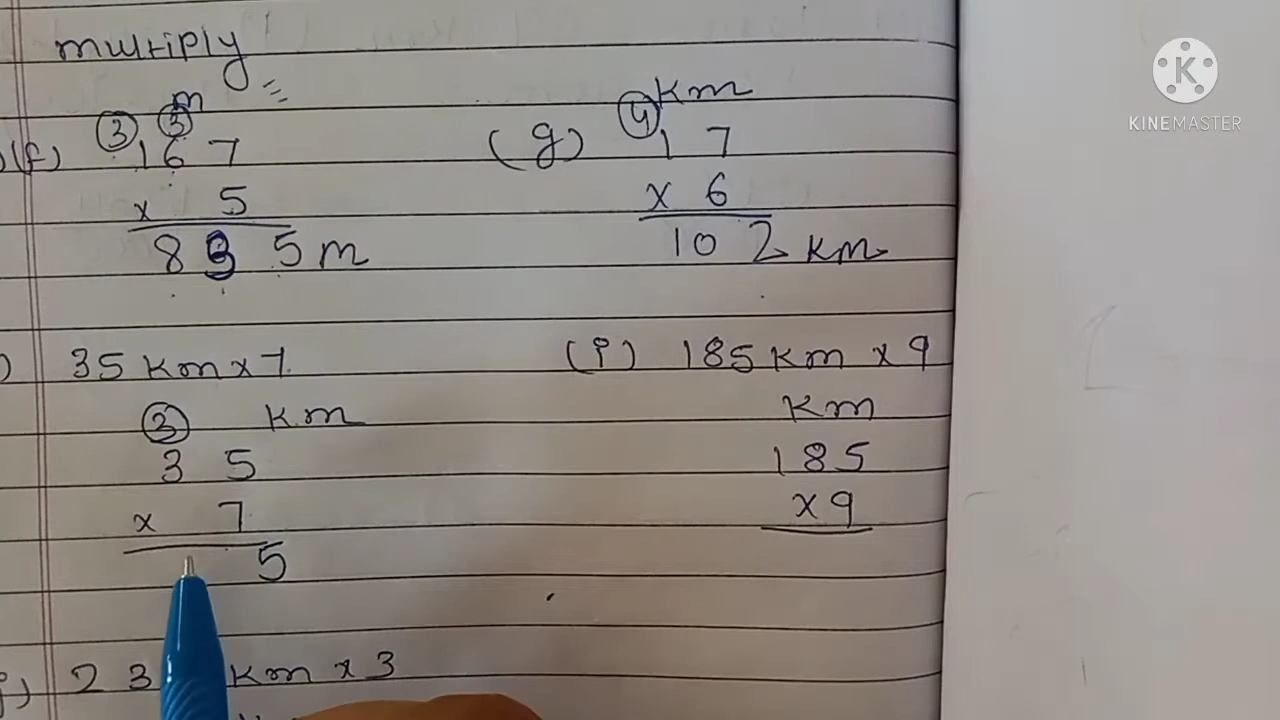 multiply
m
③ ③
(f) 167
x 5
835 m
km
④
(g) 17
x 6
102 km
) 35 km x 7
③ km
35
x 7
5
(i) 185 km x 9
km
185
x 9
23 km x 3
K
KINEMASTER